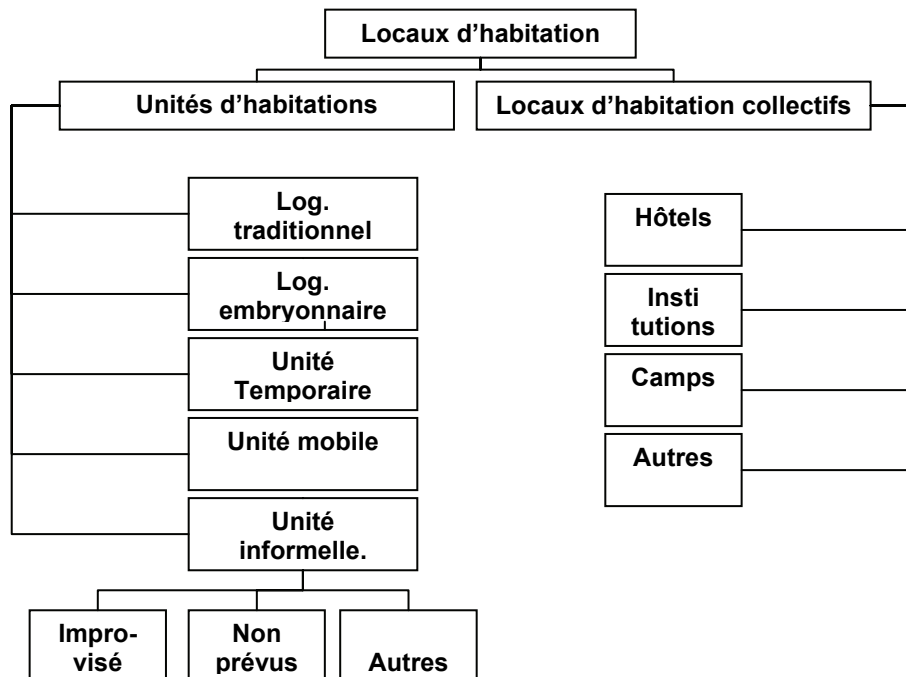 Locaux d’habitation
Unités d’habitations
Locaux d’habitation collectifs
Log.
traditionnel
Log.
embryonnaire
Unité
Temporaire
Unité mobile
Unité
informelle.
Impro-
visé
Non
prévus
Autres
Hôtels
Insti
tutions
Camps
Autres